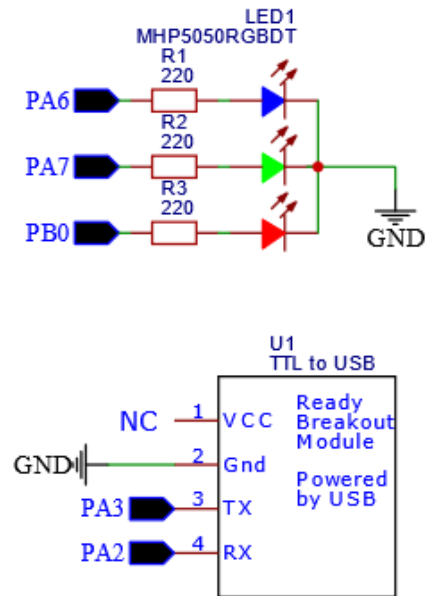 LED1
MHP5050RGBDT
R1
220
PA6
R2
220
PA7
R3
220
PB0
GND
U1
TTL to USB
NC 1 VCC
Ready
Breakout
Module
GND 2 Gnd
Powered
by USB
PA3 3 TX
PA2 4 RX